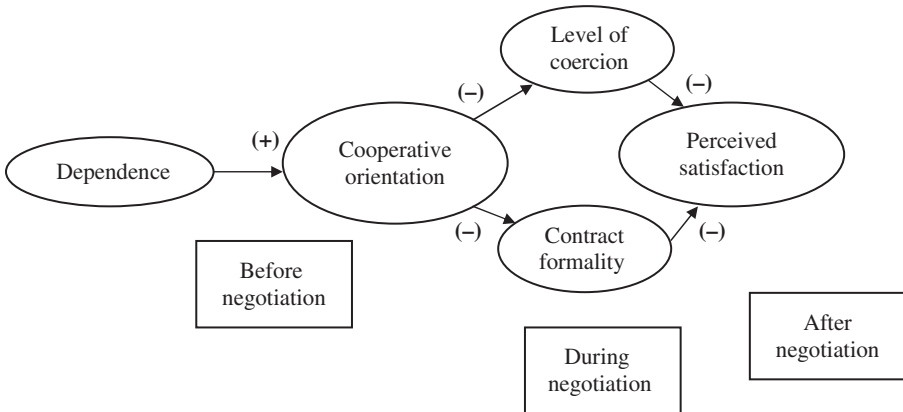 Level of
coercion
(–)
(–)
(+)
Cooperative
orientation
Perceived
satisfaction
Dependence
(–)
Contract
formality
(–)
Before
negotiation
During
negotiation
After
negotiation